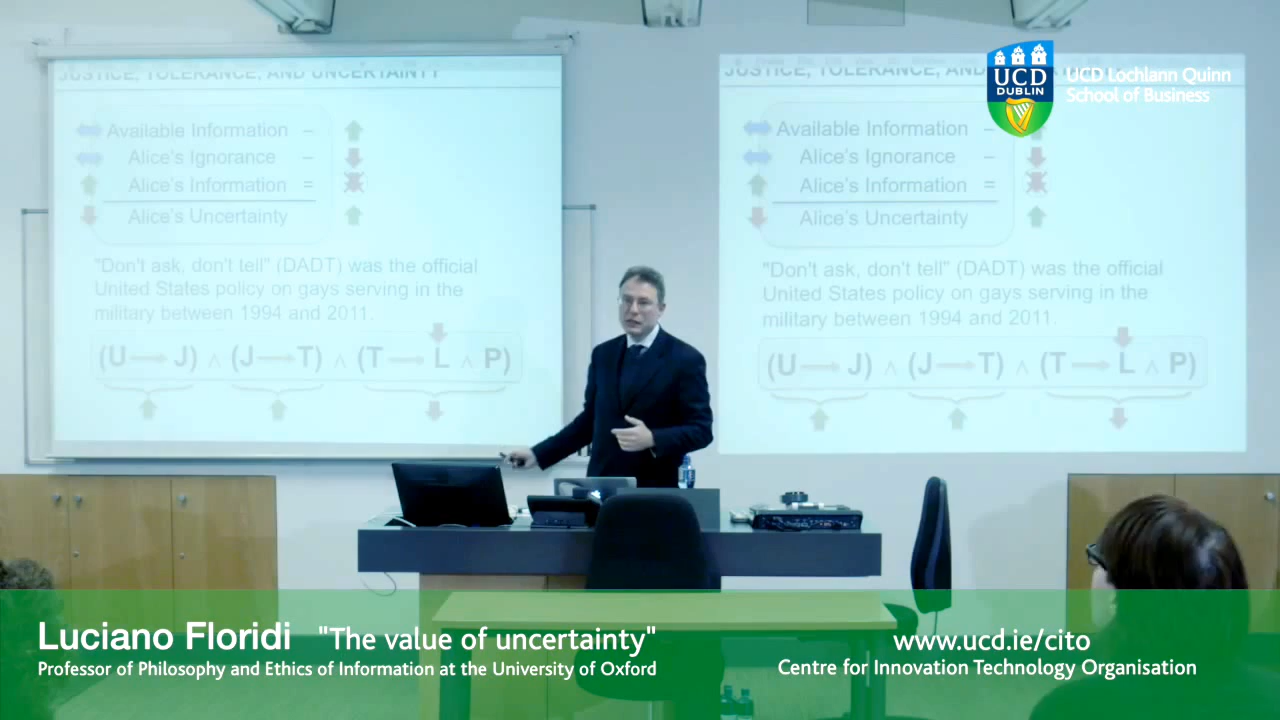 JUSTICE, TOLERANCE, AND UNCERTAINTY
Available Information –
Alice's Ignorance –
Alice's Information =
Alice's Uncertainty
"Don't ask, don't tell" (DADT) was the official
United States policy on gays serving in the
military between 1994 and 2011.
(U → J) ∧ (J → T) ∧ (T → L ∧ P)
JUSTICE, TOLERANCE, AND
UCD
DUBLIN
UCD Lochlann Quinn
School of Business
Available Information –
Alice's Ignorance –
Alice's Information =
Alice's Uncertainty
"Don't ask, don't tell" (DADT) was the official
United States policy on gays serving in the
military between 1994 and 2011.
(U → J) ∧ (J → T) ∧ (T → L ∧ P)
Luciano Floridi "The value of uncertainty"
Professor of Philosophy and Ethics of Information at the University of Oxford
www.ucd.ie/cito
Centre for Innovation Technology Organisation